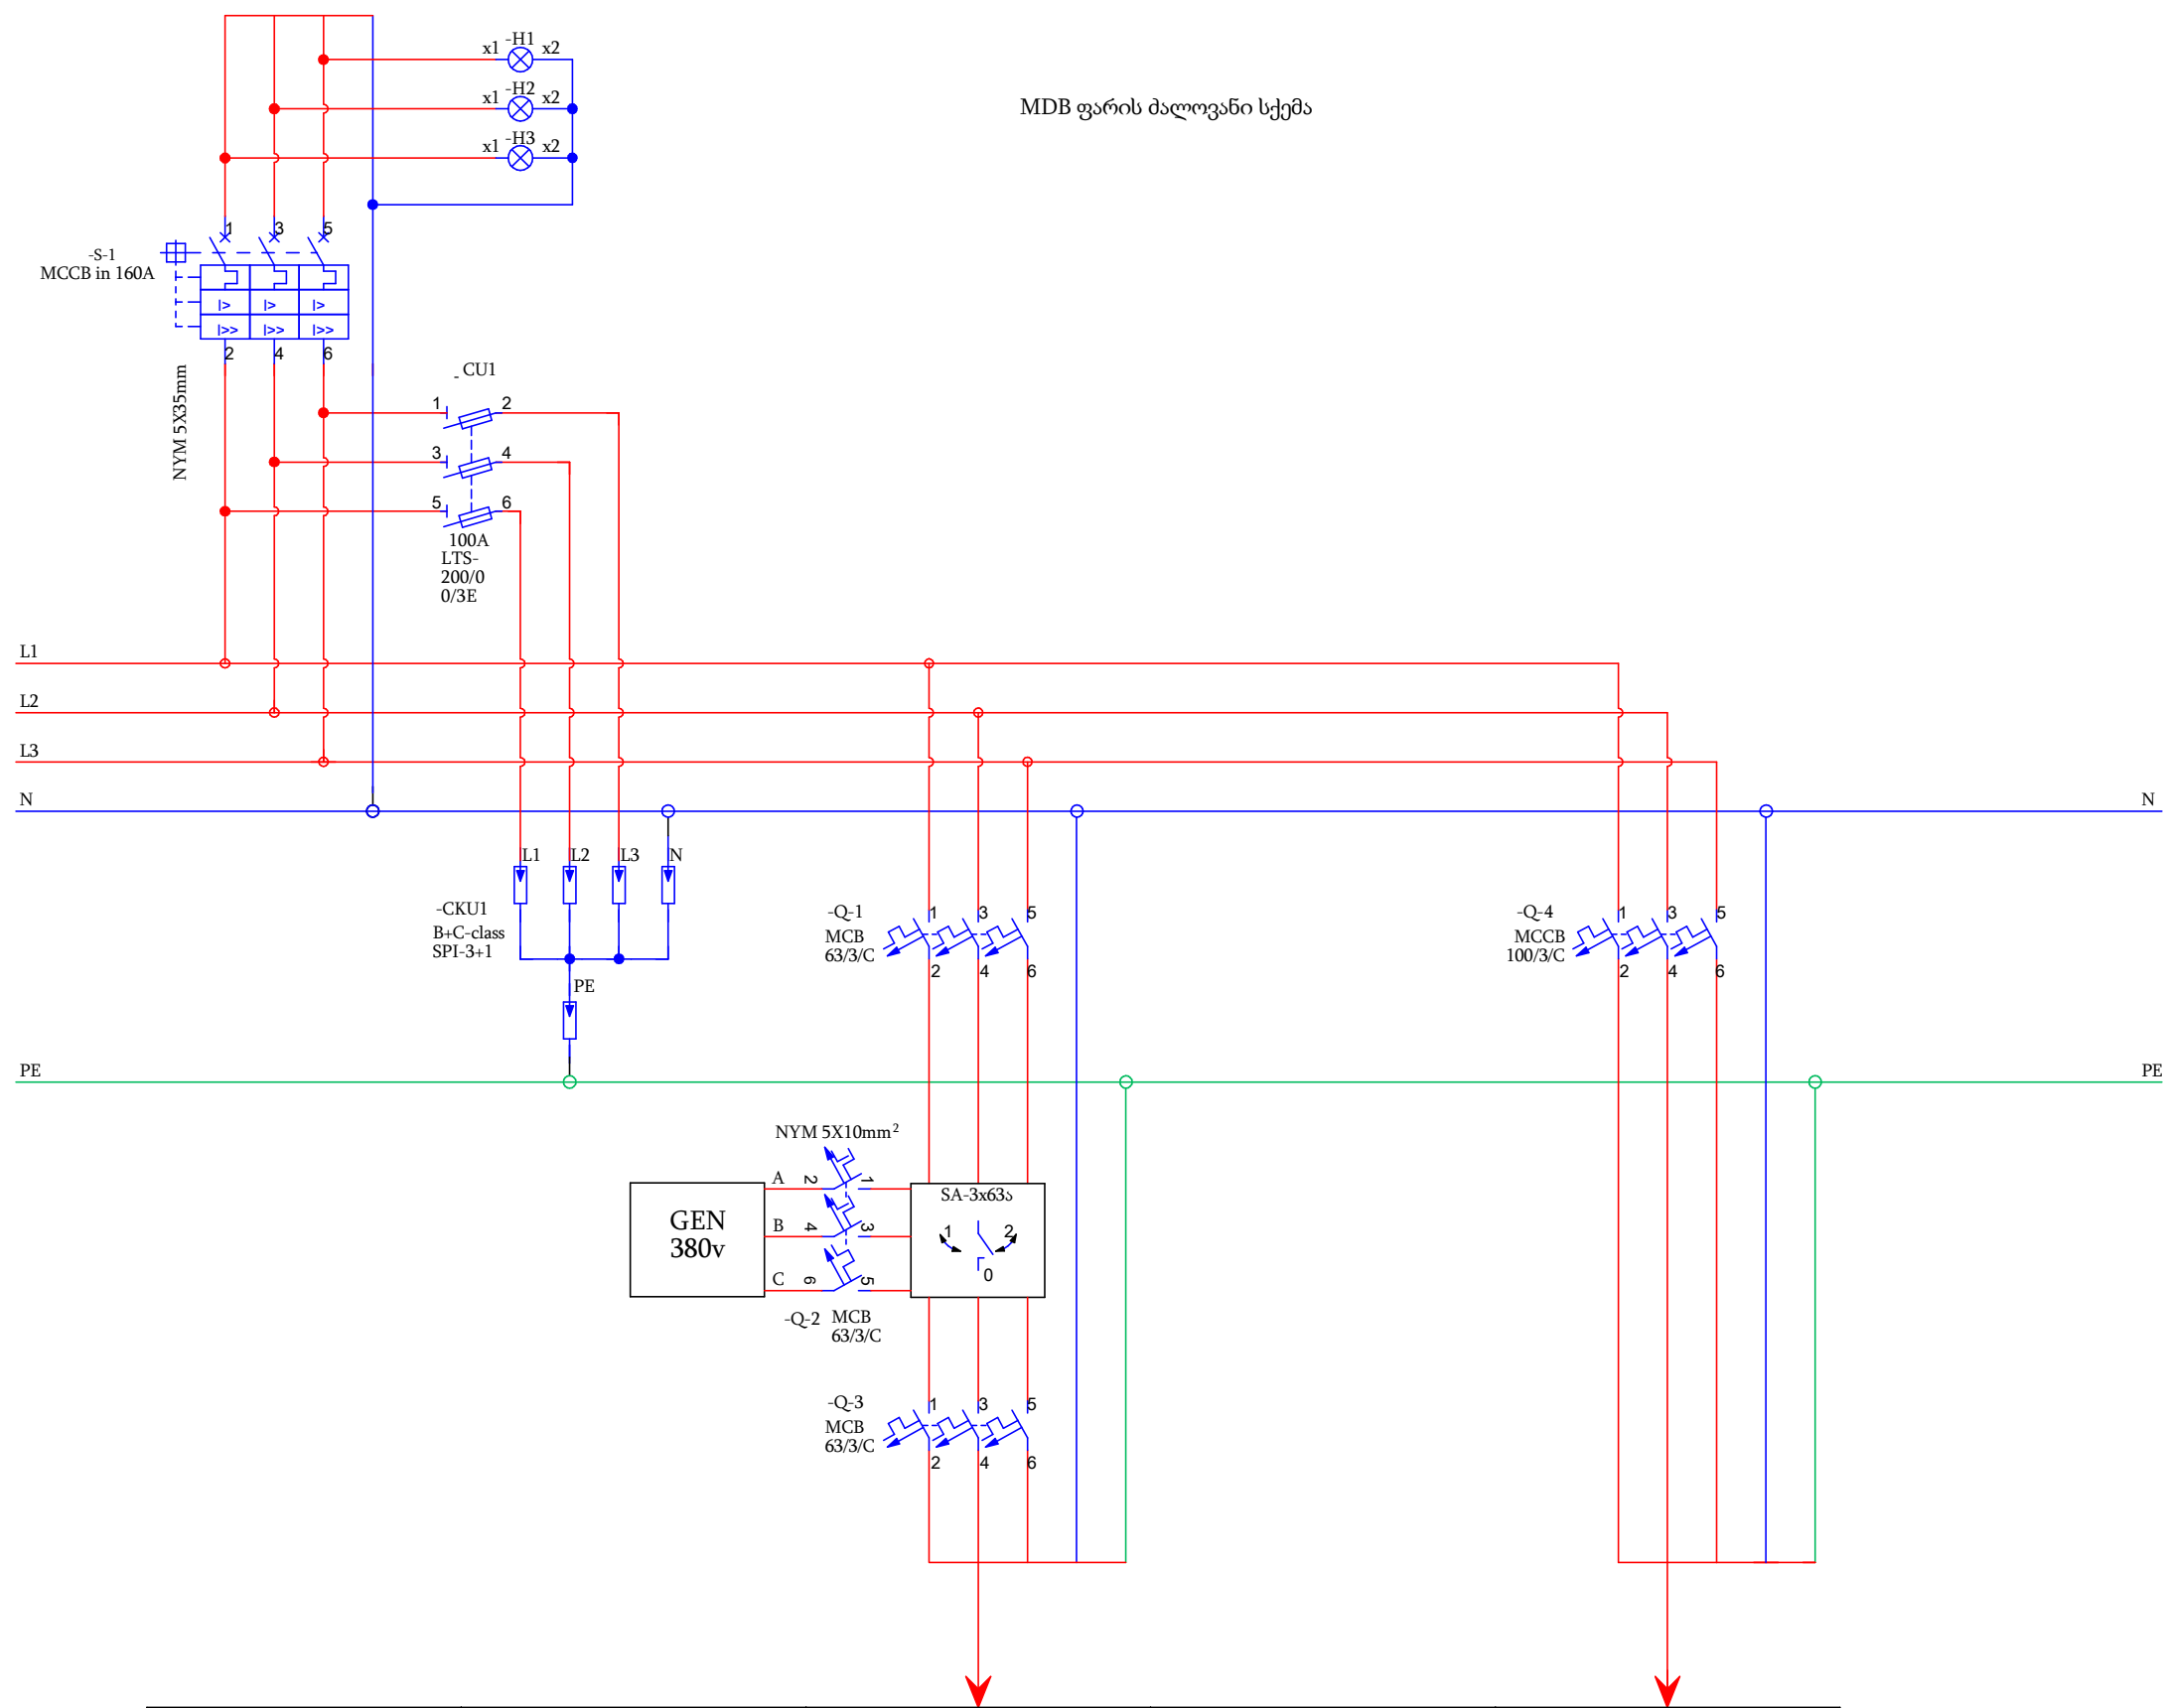 -H1
x1 x2
-H2
x1 x2
-H3
x1 x2
MDB ფარის ძალოვანი სქემა
1 3 5
-S-1
MCCB in 160A
I> I> I>
I>> I>> I>>
2 4 6
NYM 5X35mm
_ CU1
1 2
3 4
5 6
100A
LTS-
200/0
0/3E
L1
L2
L3
N N
L1 L2 L3 N
-CKU1
B+C-class
SPI-3+1
PE
-Q-1
MCB
63/3/C
1 3 5
2 4 6
-Q-4
MCCB
100/3/C
1 3 5
2 4 6
PE PE
NYM 5X10mm²
GEN
380v
A 2 1
B 4 3
C 6 5
SA-3x63ა
1 2
0
-Q-2 MCB
63/3/C
-Q-3
MCB
63/3/C
1 3 5
2 4 6